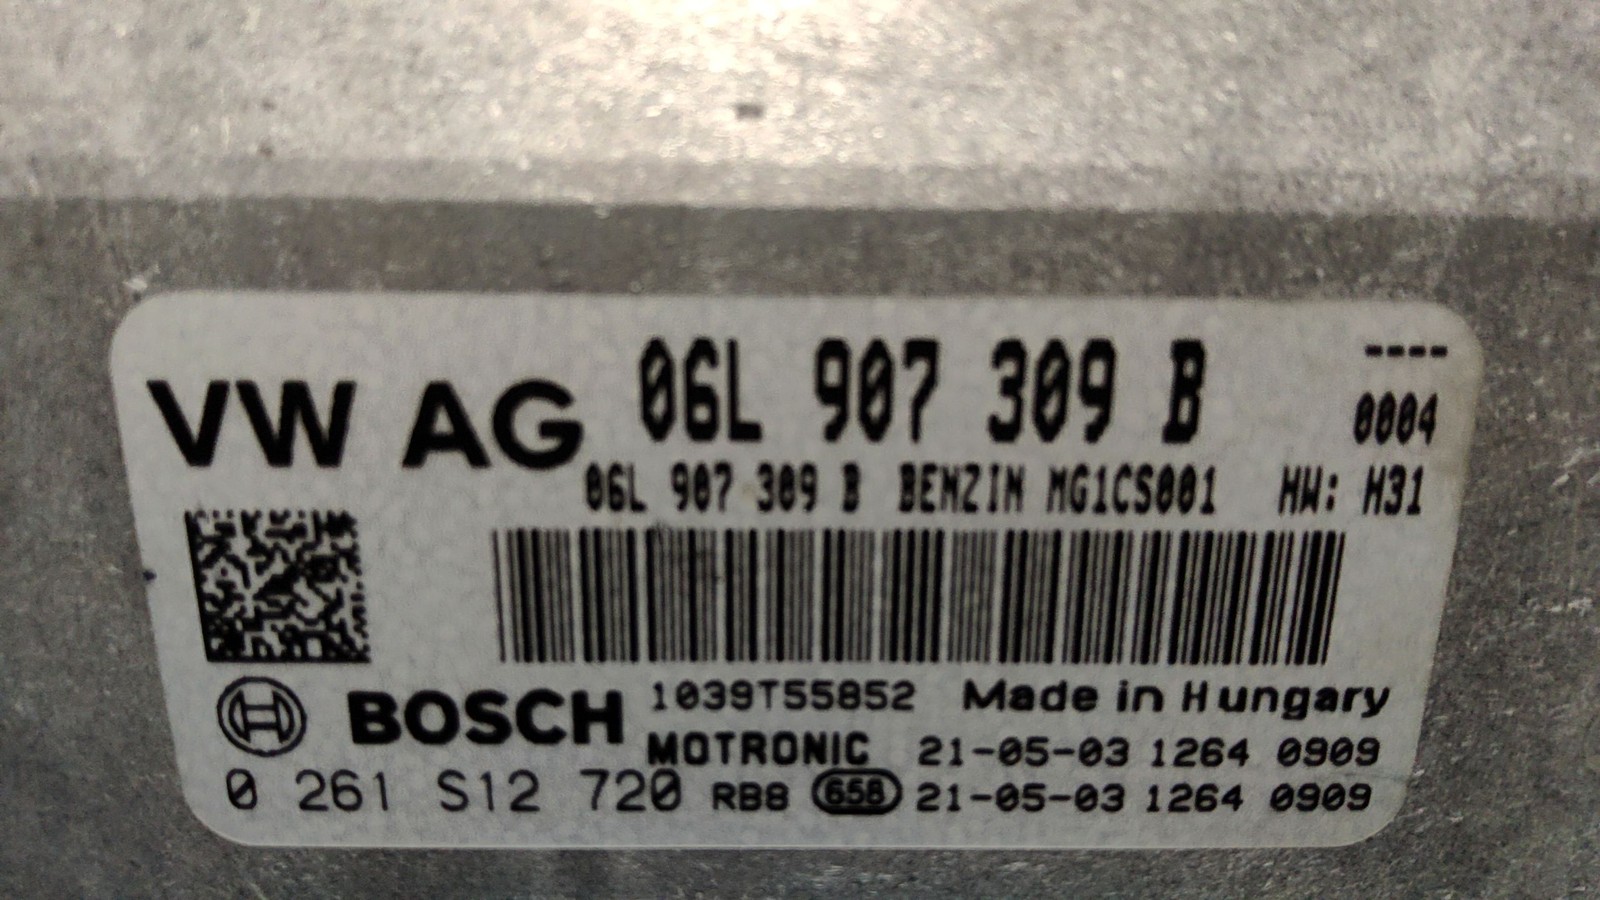 VW AG 06L 907 309 B ----
0004
06L 907 309 B BENZIN MG1CS001 HW: H31
BOSCH 1039T55852 Made in Hungary
MOTRONIC 21-05-03 1264 0909
0 261 S12 720 RB8 658 21-05-03 1264 0909